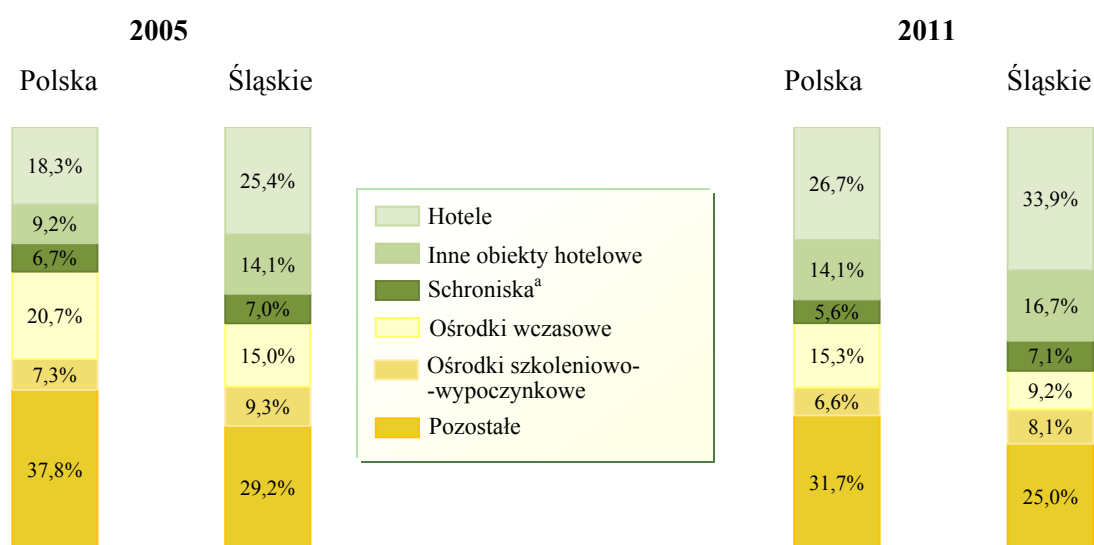 2005
2011
Polska
Śląskie
Polska
Śląskie
18,3%
9,2%
6,7%
20,7%
7,3%
37,8%
25,4%
14,1%
7,0%
15,0%
9,3%
29,2%
Hotele
Inne obiekty hotelowe
Schroniskaª
Ośrodki wczasowe
Ośrodki szkoleniowo-
-wypoczynkowe
Pozostałe
26,7%
14,1%
5,6%
15,3%
6,6%
31,7%
33,9%
16,7%
7,1%
9,2%
8,1%
25,0%